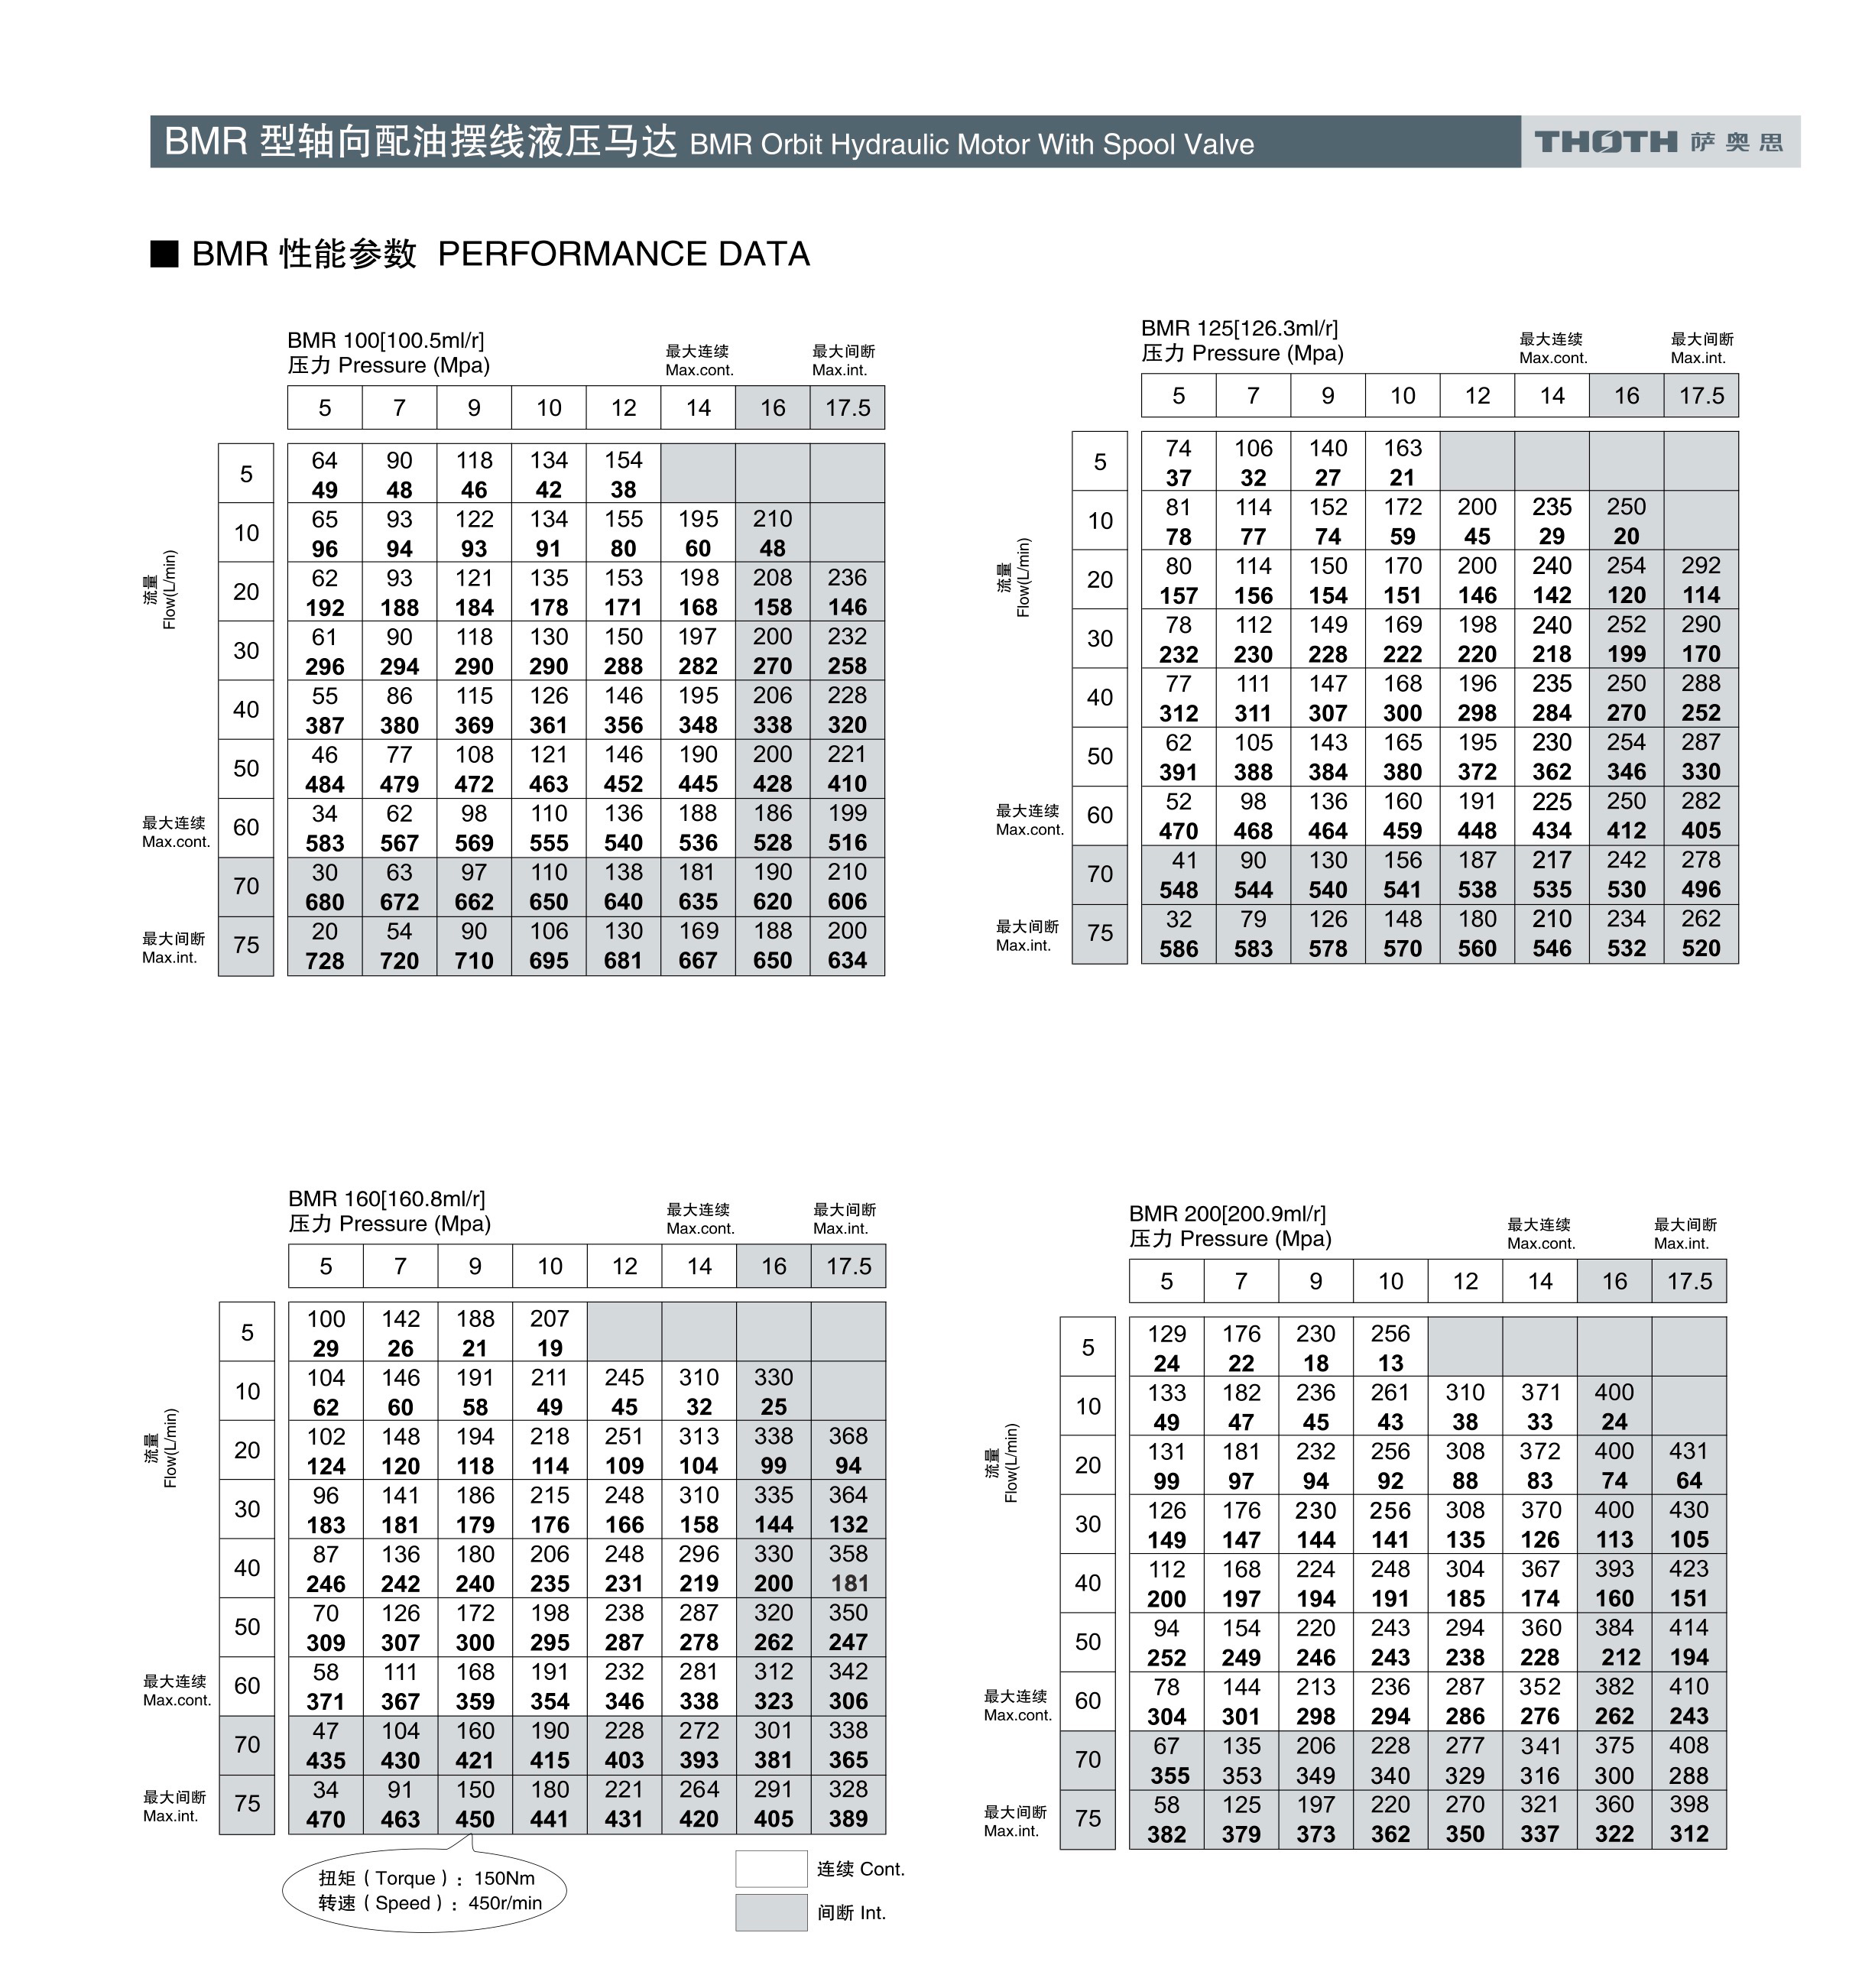 BMR 型轴向配油摆线液压马达 BMR Orbit Hydraulic Motor With Spool Valve THOTH 萨奥思
■ BMR 性能参数 PERFORMANCE DATA
BMR 100[100.5ml/r]
压力 Pressure (Mpa)
最大连续
Max.cont.
最大间断
Max.int.
5 7 9 10 12 14 16 17.5
流量
Flow(L/min)
5
64 90 118 134 154
49 48 46 42 38
10
65 93 122 134 155 195 210
96 94 93 91 80 60 48
20
62 93 121 135 153 198 208 236
192 188 184 178 171 168 158 146
30
61 90 118 130 150 197 200 232
296 294 290 290 288 282 270 258
40
55 86 115 126 146 195 206 228
387 380 369 361 356 348 338 320
50
46 77 108 121 146 190 200 221
484 479 472 463 452 445 428 410
最大连续
Max.cont.
60
34 62 98 110 136 188 186 199
583 567 569 555 540 536 528 516
70
30 63 97 110 138 181 190 210
680 672 662 650 640 635 620 606
最大间断
Max.int.
75
20 54 90 106 130 169 188 200
728 720 710 695 681 667 650 634
BMR 125[126.3ml/r]
压力 Pressure (Mpa)
最大连续
Max.cont.
最大间断
Max.int.
5 7 9 10 12 14 16 17.5
流量
Flow(L/min)
5
74 106 140 163
37 32 27 21
10
81 114 152 172 200 235 250
78 77 74 59 45 29 20
20
80 114 150 170 200 240 254 292
157 156 154 151 146 142 120 114
30
78 112 149 169 198 240 252 290
232 230 228 222 220 218 199 170
40
77 111 147 168 196 235 250 288
312 311 307 300 298 284 270 252
50
62 105 143 165 195 230 254 287
391 388 384 380 372 362 346 330
最大连续
Max.cont.
60
52 98 136 160 191 225 250 282
470 468 464 459 448 434 412 405
70
41 90 130 156 187 217 242 278
548 544 540 541 538 535 530 496
最大间断
Max.int.
75
32 79 126 148 180 210 234 262
586 583 578 570 560 546 532 520
BMR 160[160.8ml/r]
压力 Pressure (Mpa)
最大连续
Max.cont.
最大间断
Max.int.
5 7 9 10 12 14 16 17.5
流量
Flow(L/min)
5
100 142 188 207
29 26 21 19
10
104 146 191 211 245 310 330
62 60 58 49 45 32 25
20
102 148 194 218 251 313 338 368
124 120 118 114 109 104 99 94
30
96 141 186 215 248 310 335 364
183 181 179 176 166 158 144 132
40
87 136 180 206 248 296 330 358
246 242 240 235 231 219 200 181
50
70 126 172 198 238 287 320 350
309 307 300 295 287 278 262 247
最大连续
Max.cont.
60
58 111 168 191 232 281 312 342
371 367 359 354 346 338 323 306
70
47 104 160 190 228 272 301 338
435 430 421 415 403 393 381 365
最大间断
Max.int.
75
34 91 150 180 221 264 291 328
470 463 450 441 431 420 405 389
扭矩（Torque）：150Nm
转速（Speed）：450r/min
连续 Cont.
间断 Int.
BMR 200[200.9ml/r]
压力 Pressure (Mpa)
最大连续
Max.cont.
最大间断
Max.int.
5 7 9 10 12 14 16 17.5
流量
Flow(L/min)
5
129 176 230 256
24 22 18 13
10
133 182 236 261 310 371 400
49 47 45 43 38 33 24
20
131 181 232 256 308 372 400 431
99 97 94 92 88 83 74 64
30
126 176 230 256 308 370 400 430
149 147 144 141 135 126 113 105
40
112 168 224 248 304 367 393 423
200 197 194 191 185 174 160 151
50
94 154 220 243 294 360 384 414
252 249 246 243 238 228 212 194
最大连续
Max.cont.
60
78 144 213 236 287 352 382 410
304 301 298 294 286 276 262 243
70
67 135 206 228 277 341 375 408
355 353 349 340 329 316 300 288
最大间断
Max.int.
75
58 125 197 220 270 321 360 398
382 379 373 362 350 337 322 312